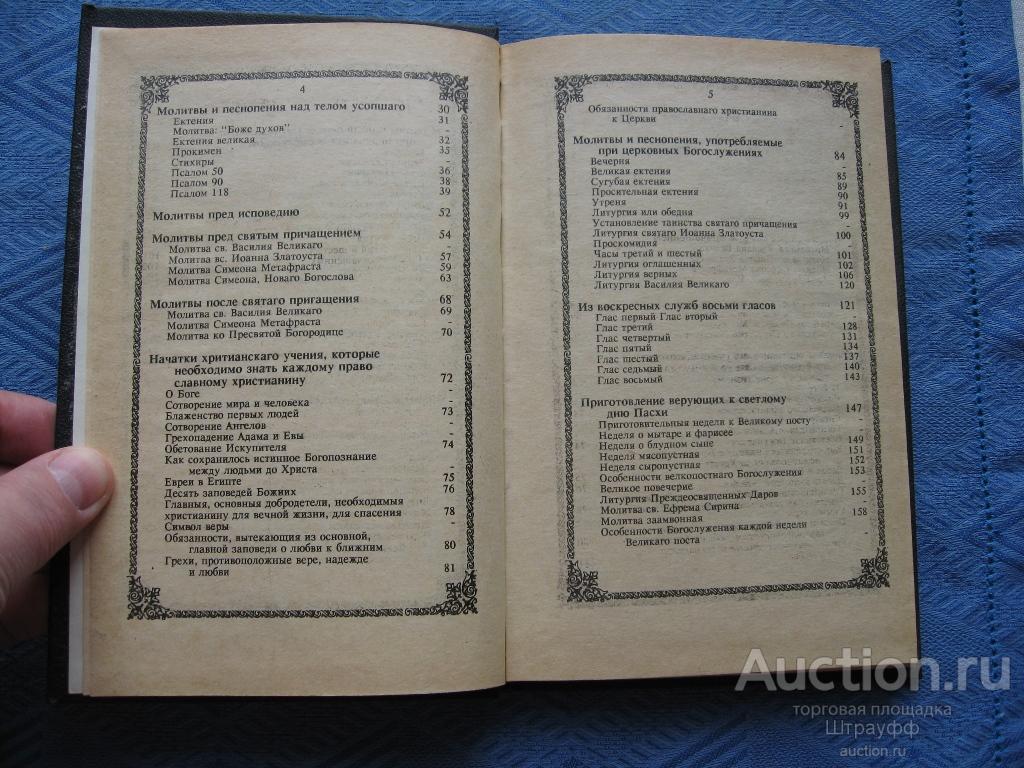 4
Молитвы и песнопения над телом усопшаго 30
Ектения 31
Молитва: "Боже духов" -
Ектения великая 32
Прокимен 35
Стихиры -
Псалом 50 36
Псалом 90 38
Псалом 118 39
Молитвы пред исповедию 52
Молитвы пред святым причащением 54
Молитва св. Василия Великаго -
Молитва вс. Иоанна Златоуста 57
Молитва Симеона Метафраста 59
Молитва Симеона, Новаго Богослова 63
Молитвы после святаго пригащения 68
Молитва св. Василия Великаго 69
Молитва Симеона Метафраста -
Молитва ко Пресвятой Богородице 70
Начатки хритианскаго учения, которые
необходимо знать каждому право
славному христианину 72
О Боге -
Сотворение мира и человека -
Блаженство первых людей 73
Сотворение Ангелов -
Грехопадение Адама и Евы -
Обетование Искупителя 74
Как сохранилось истинное Богопознание
между людьми до Христа -
Евреи в Египте 75
Десять заповедей Божиих 76
Главныя, основныя добродетели, необходимыя
христианину для вечной жизни, для спасения 78
Символ веры -
Обязанности, вытекающия из основной,
главной заповеди о любви к ближним 80
Грехи, противоположные вере, надежде
и любви 81
5
Обязанности православнаго христианина
к Церкви -
Молитвы и песнопения, употребляемые
при церковных Богослужениях 84
Вечерня -
Великая ектения 85
Сугубая ектения 89
Просительная ектения 90
Утреня 91
Литургия или обедня 99
Установление таинства святаго причащения -
Литургия святаго Иоанна Златоуста 100
Проскомидия -
Часы третий и шестый 101
Литургия оглашенных 102
Литургия верных 106
Литургия Василия Великаго 120
Из воскресных служб восьми гласов 121
Глас первый Глас вторый -
Глас третий 128
Глас четвертый 131
Глас пятый 134
Глас шестый 137
Глас седьмый 140
Глас восьмый 143
Приготовление верующих к светлому
дню Пасхи 147
Приготовительныя недели к Великому посту -
Неделя о мытаре и фарисее -
Неделя о блудном сыне 149
Неделя мясопустная 151
Неделя сыропустная 152
Особенности велкопостнаго Богослужения 153
Великое повечерие -
Литургия Преждеосвященных Даров 155
Молитва св. Ефрема Сирина -
Молитва заамвонная 158
Особенности Богослужения каждой недели
Великаго поста -
Auction.ru
торговая площадка
Штрауфф
auction.ru